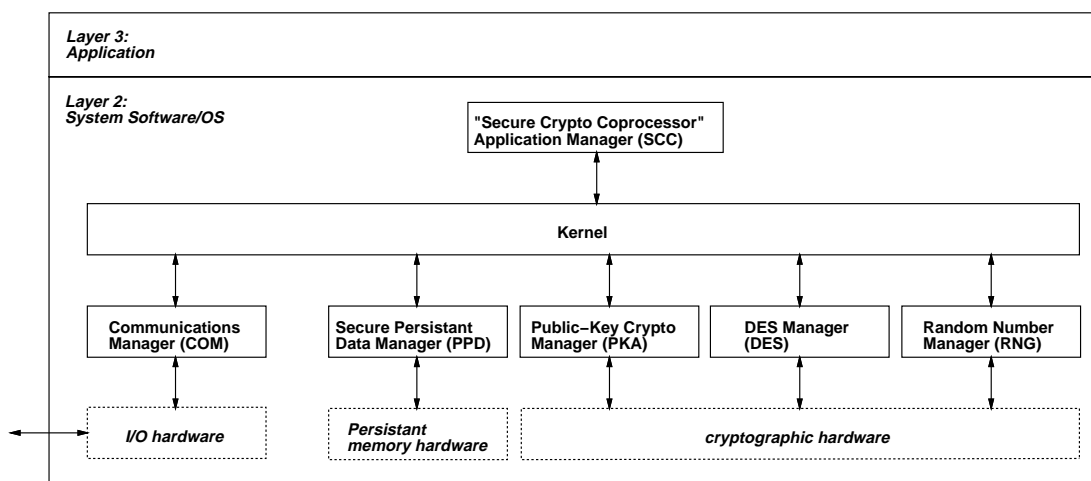 Layer 3:
Application
Layer 2:
System Software/OS
"Secure Crypto Coprocessor"
Application Manager (SCC)
Kernel
Communications
Manager (COM)
Secure Persistant
Data Manager (PPD)
Public−Key Crypto
Manager (PKA)
DES Manager
(DES)
Random Number
Manager (RNG)
I/O hardware
Persistant
memory hardware
cryptographic hardware